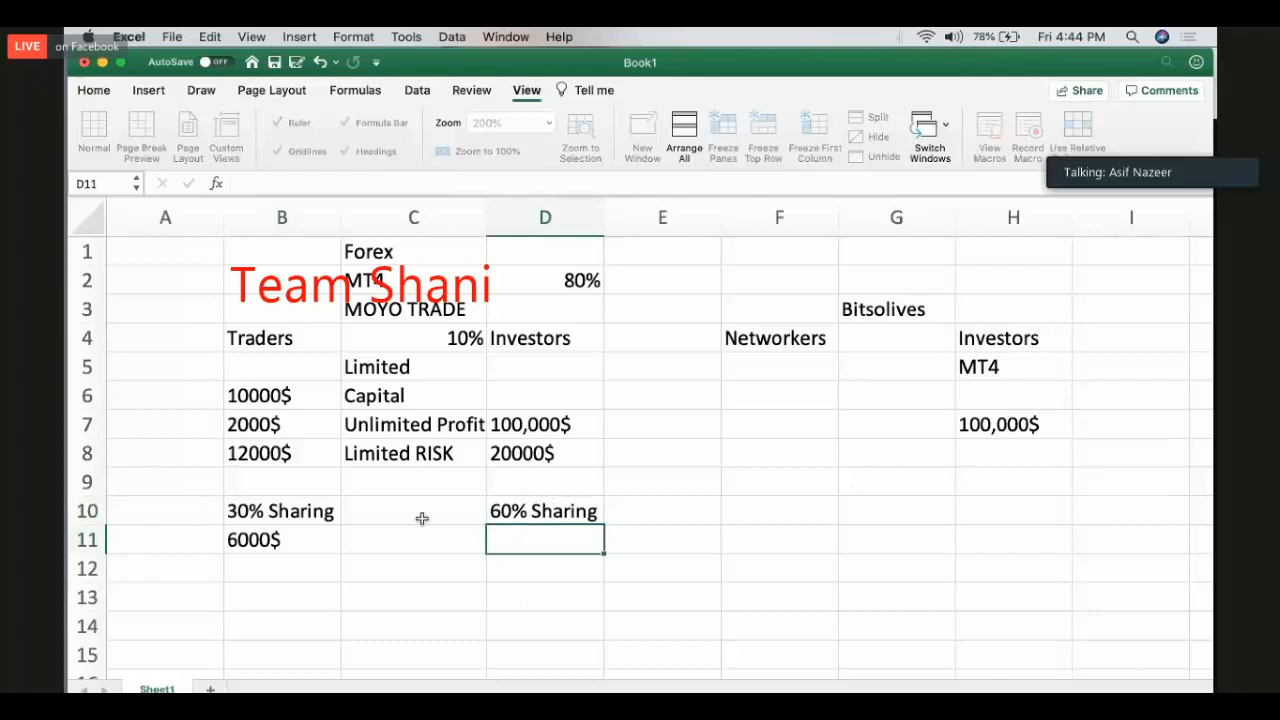 LIVE on Facebook
Excel File Edit View Insert Format Tools Data Window Help 78% Fri 4:44 PM
AutoSave OFF Book1
Home Insert Draw Page Layout Formulas Data Review View Tell me Share Comments
Normal Page Break Preview Page Layout Custom Views Ruler Formula Bar Gridlines Headings Zoom 200% Zoom to 100% Zoom to Selection New Window Arrange All Freeze Panes Freeze Top Row Freeze First Column Split Hide Unhide Switch Windows View Macros Record Macro Use Relative
Talking: Asif Nazeer
D11 fx
A B C D E F G H I
1 Forex
2 MT4 80%
Team Shani
3 MOYO TRADE Bitsolives
4 Traders 10% Investors Networkers Investors
5 Limited MT4
6 10000$ Capital
7 2000$ Unlimited Profit 100,000$ 100,000$
8 12000$ Limited RISK 20000$
9
10 30% Sharing 60% Sharing
11 6000$
12
13
14
15
Sheet1 +